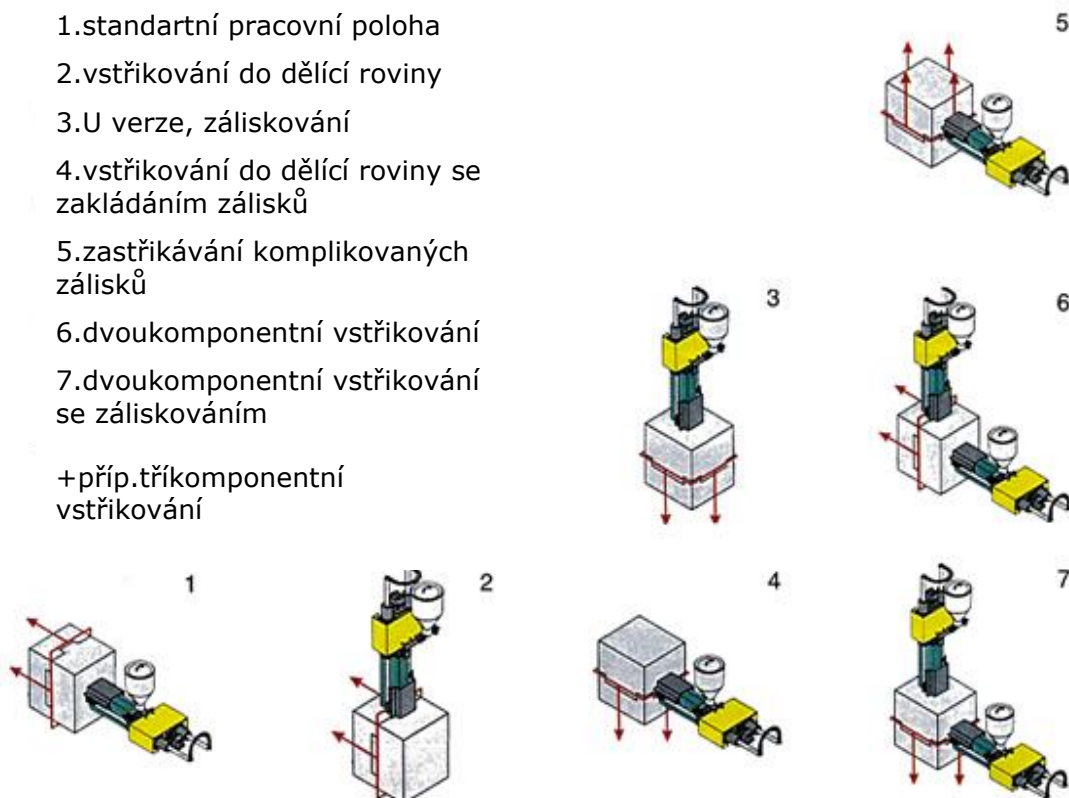 1.standartní pracovní poloha
2.vstřikování do dělící roviny
3.U verze, záliskování
4.vstřikování do dělící roviny se
zakládáním zálisků
5.zastřikávání komplikovaných
zálisků
6.dvoukomponentní vstřikování
7.dvoukomponentní vstřikování
se záliskováním
+příp.tříkomponentní
vstřikování
5
3
6
1
2
4
7